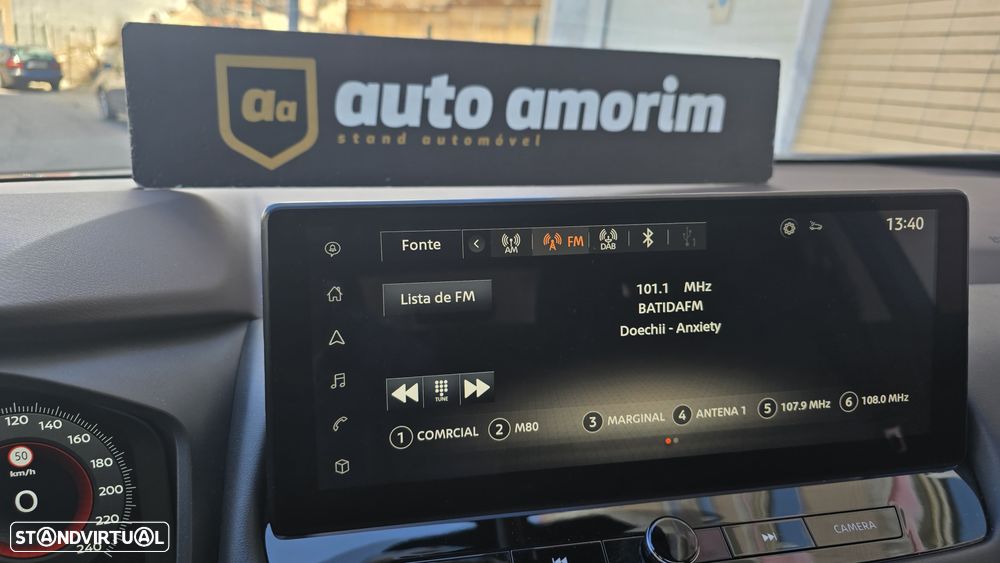 aa
auto amorim
stand automóvel
Fonte
AM
A FM
DAB
1
13:40
Lista de FM
101.1 MHz
BATIDAFM
Doechii - Anxiety
TUNE
1 COMRCIAL
2 M80
3 MARGINAL
4 ANTENA 1
5 107.9 MHz
6 108.0 MHz
CAMERA
120
140
160
180
200
220
240
50
km/h
0
STANDVIRTUAL